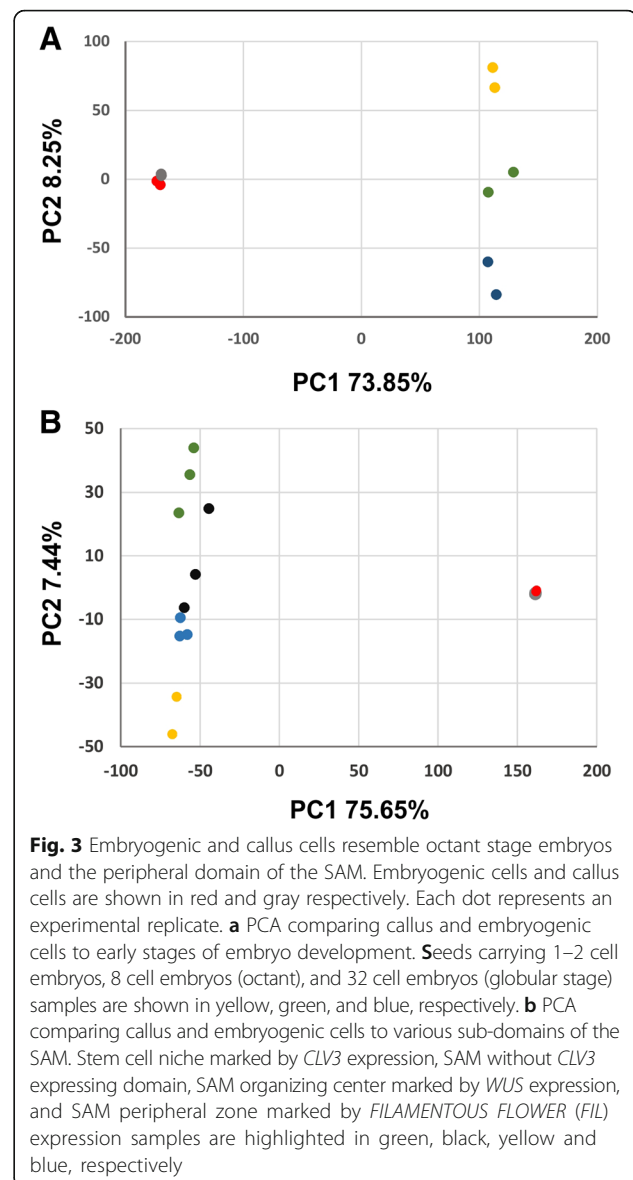 A
100
50
0
-50
-100
-200
-100
0
100
200
PC2 8.25%
PC1 73.85%
B
50
30
10
-10
-30
-50
-100
-50
0
50
100
150
200
PC2 7.44%
PC1 75.65%
Fig. 3 Embryogenic and callus cells resemble octant stage embryos
and the peripheral domain of the SAM. Embryogenic cells and callus
cells are shown in red and gray respectively. Each dot represents an
experimental replicate. a PCA comparing callus and embryogenic
cells to early stages of embryo development. Seeds carrying 1–2 cell
embryos, 8 cell embryos (octant), and 32 cell embryos (globular stage)
samples are shown in yellow, green, and blue, respectively. b PCA
comparing callus and embryogenic cells to various sub-domains of the
SAM. Stem cell niche marked by CLV3 expression, SAM without CLV3
expressing domain, SAM organizing center marked by WUS expression,
and SAM peripheral zone marked by FILAMENTOUS FLOWER (FIL)
expression samples are highlighted in green, black, yellow and
blue, respectively